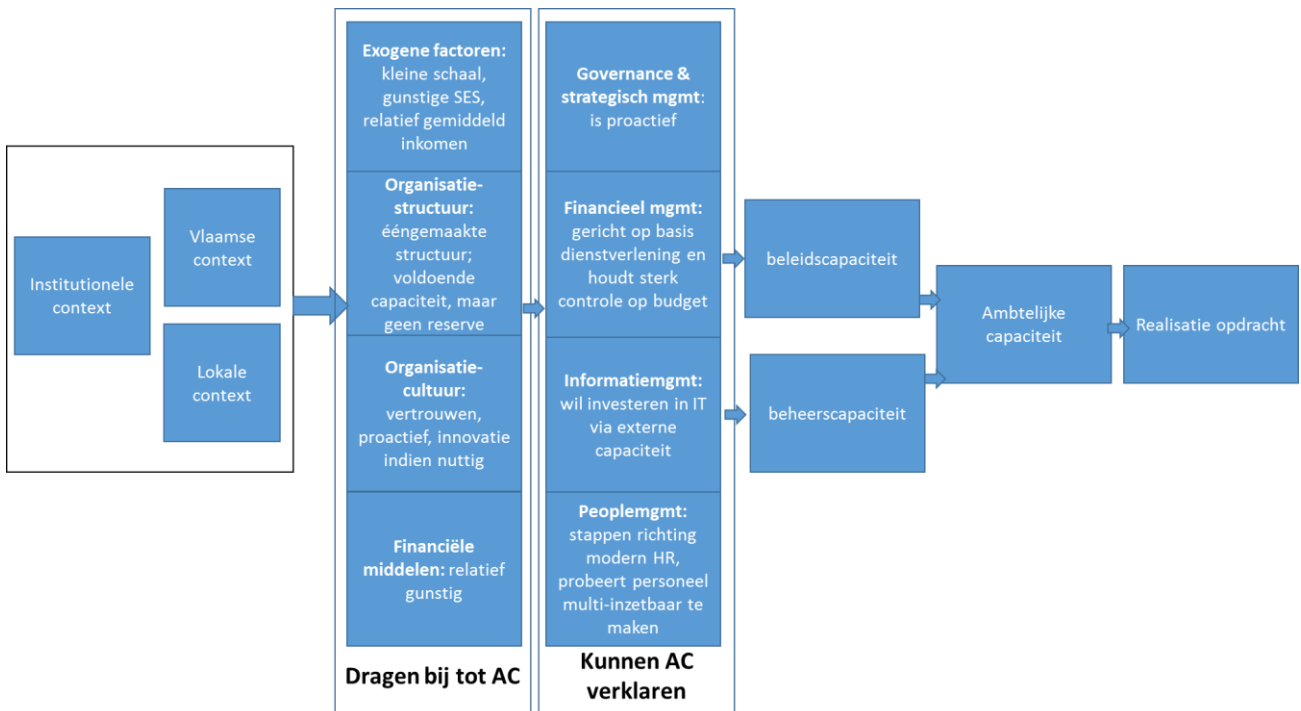 Institutionele
context
Vlaamse
context
Lokale
context
Exogene factoren:
kleine schaal,
gunstige SES,
relatief gemiddeld
inkomen
Organisatie-
structuur:
ééngemaakte
structuur;
voldoende
capaciteit, maar
geen reserve
Organisatie-
cultuur:
vertrouwen,
proactief, innovatie
indien nuttig
Financiële
middelen: relatief
gunstig
Dragen bij tot AC
Governance &
strategisch mgmt:
is proactief
Financieel mgmt:
gericht op basis
dienstverlening en
houdt sterk
controle op budget
Informatiemgmt:
wil investeren in IT
via externe
capaciteit
Peoplemgmt:
stappen richting
modern HR,
probeert personeel
multi-inzetbaar te
maken
Kunnen AC
verklaren
beleidscapaciteit
beheerscapaciteit
Ambtelijke
capaciteit
Realisatie opdracht